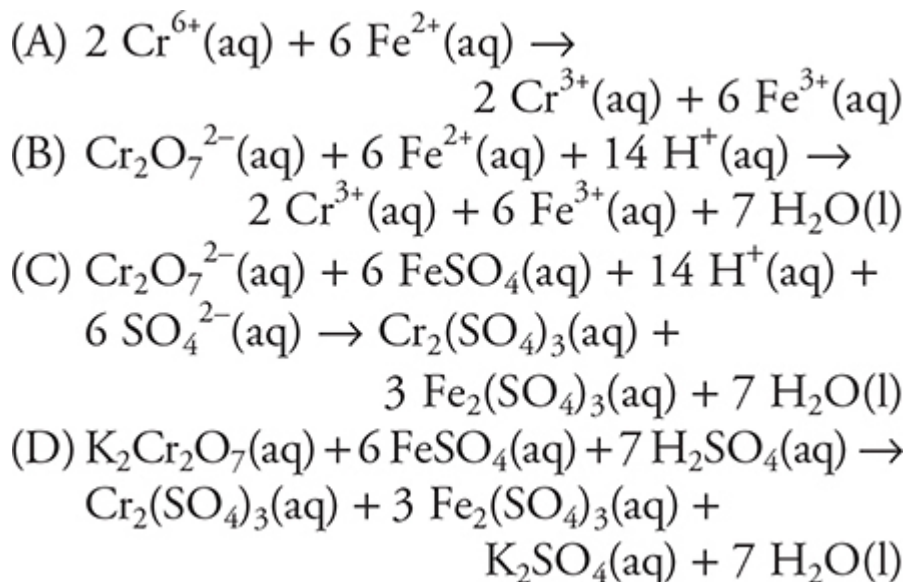 (A) 2 Cr⁶⁺(aq) + 6 Fe²⁺(aq) →
2 Cr³⁺(aq) + 6 Fe³⁺(aq)
(B) Cr₂O₇²⁻(aq) + 6 Fe²⁺(aq) + 14 H⁺(aq) →
2 Cr³⁺(aq) + 6 Fe³⁺(aq) + 7 H₂O(l)
(C) Cr₂O₇²⁻(aq) + 6 FeSO₄(aq) + 14 H⁺(aq) +
6 SO₄²⁻(aq) → Cr₂(SO₄)₃(aq) +
3 Fe₂(SO₄)₃(aq) + 7 H₂O(l)
(D) K₂Cr₂O₇(aq) + 6 FeSO₄(aq) + 7 H₂SO₄(aq) →
Cr₂(SO₄)₃(aq) + 3 Fe₂(SO₄)₃(aq) +
K₂SO₄(aq) + 7 H₂O(l)